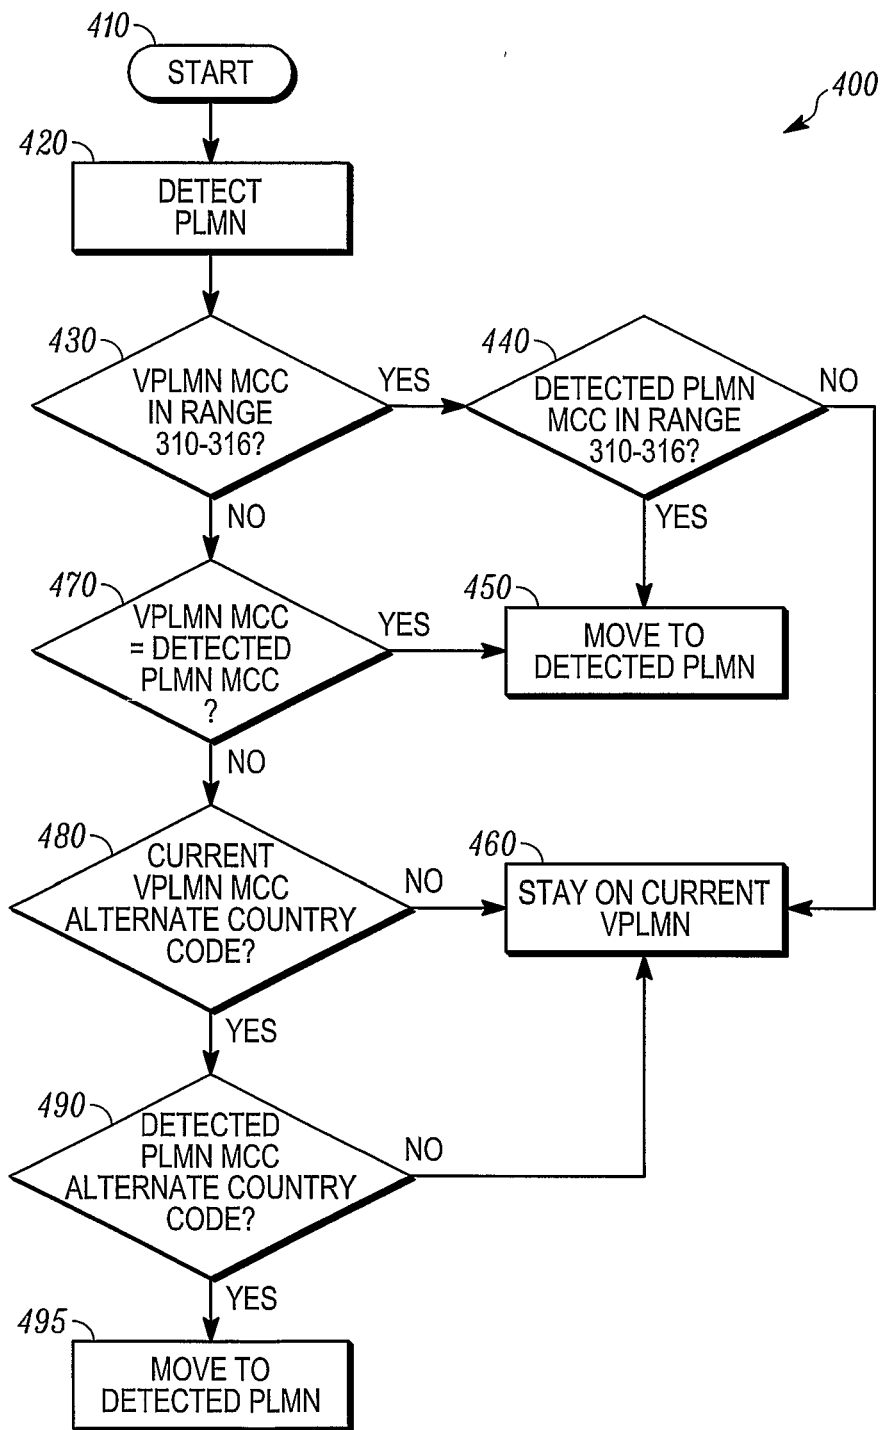 410
START
400
420
DETECT
PLMN
430
VPLMN MCC
IN RANGE
310-316?
YES
440
DETECTED PLMN
MCC IN RANGE
310-316?
NO
NO
YES
470
VPLMN MCC
= DETECTED
PLMN MCC
?
YES
450
MOVE TO
DETECTED PLMN
NO
480
CURRENT
VPLMN MCC
ALTERNATE COUNTRY
CODE?
NO
460
STAY ON CURRENT
VPLMN
YES
490
DETECTED
PLMN MCC
ALTERNATE COUNTRY
CODE?
NO
YES
495
MOVE TO
DETECTED PLMN